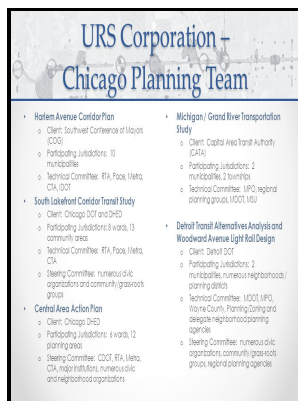 URS Corporation –
Chicago Planning Team
• Harlem Avenue Corridor Plan
o Client: Southwest Conference of Mayors
(COG)
o Participating Jurisdictions: 10
municipalities
o Technical Committee: RTA, Pace, Metra,
CTA, IDOT
• South Lakefront Corridor Transit Study
o Client: Chicago DOT and DHED
o Participating Jurisdictions: 8 wards, 13
community areas
o Technical Committee: RTA, Pace, Metra,
CTA
o Steering Committee: numerous civic
organizations and community/grass-roots
groups
• Central Area Action Plan
o Client: Chicago DHED
o Participating Jurisdictions: 6 wards, 12
planning areas
o Steering Committee: CDOT, RTA, Metra,
CTA, major institutions, numerous civic
and neighborhood organizations
• Michigan / Grand River Transportation
Study
o Client: Capital Area Transit Authority
(CATA)
o Participating Jurisdictions: 2
municipalities, 2 townships
o Technical Committee: MPO, regional
planning groups, MDOT, MSU
• Detroit Transit Alternatives Analysis and
Woodward Avenue Light Rail Design
o Client: Detroit DOT
o Participating Jurisdictions: 2
municipalities, numerous neighborhoods /
planning districts
o Technical Committee: MDOT, MPO,
Wayne County, Planning/Zoning and
delegate neighborhood planning
agencies
o Steering Committee: numerous civic
organizations, community/grass-roots
groups, regional planning agencies